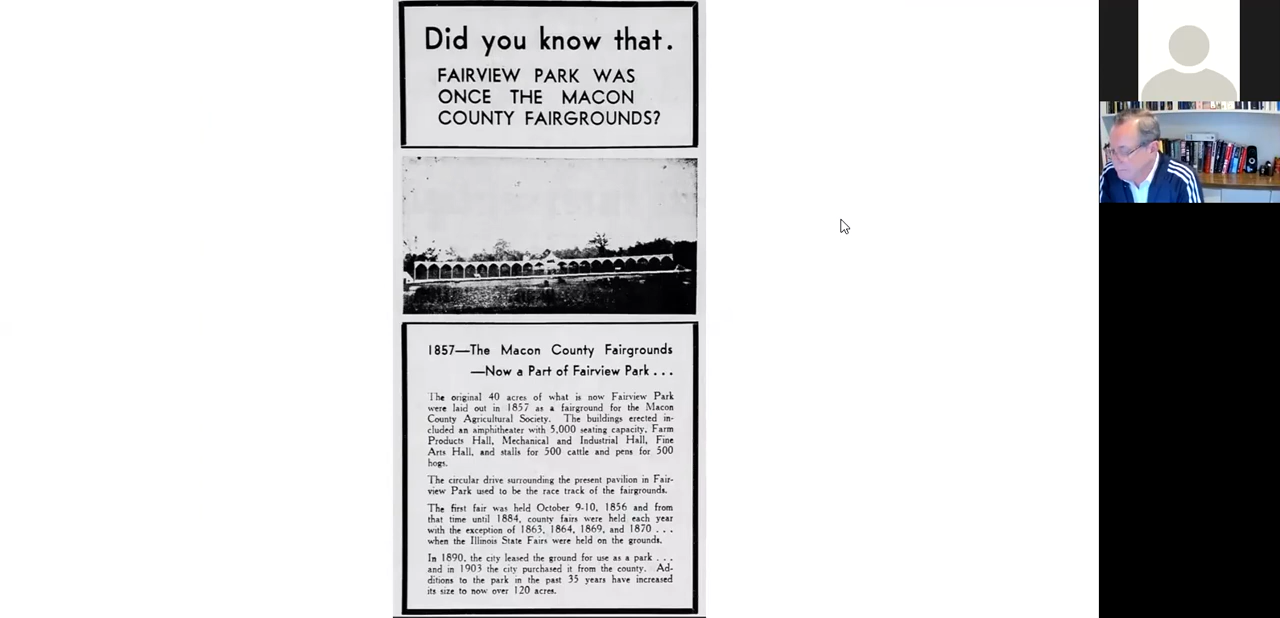 Did you know that.
FAIRVIEW PARK WAS
ONCE THE MACON
COUNTY FAIRGROUNDS?
1857—The Macon County Fairgrounds
—Now a Part of Fairview Park . . .
The original 40 acres of what is now Fairview Park
were laid out in 1857 as a fairground for the Macon
County Agricultural Society. The buildings erected in-
cluded an amphitheater with 5,000 seating capacity, Farm
Products Hall, Mechanical and Industrial Hall, Fine
Arts Hall, and stalls for 500 cattle and pens for 500
hogs.
The circular drive surrounding the present pavilion in Fair-
view Park used to be the race track of the fairgrounds.
The first fair was held October 9-10, 1856 and from
that time until 1884, county fairs were held each year
with the exception of 1863, 1864, 1869, and 1870 . . .
when the Illinois State Fairs were held on the grounds.
In 1890, the city leased the ground for use as a park . . .
and in 1903 the city purchased it from the county. Ad-
ditions to the park in the past 35 years have increased
its size to now over 120 acres.